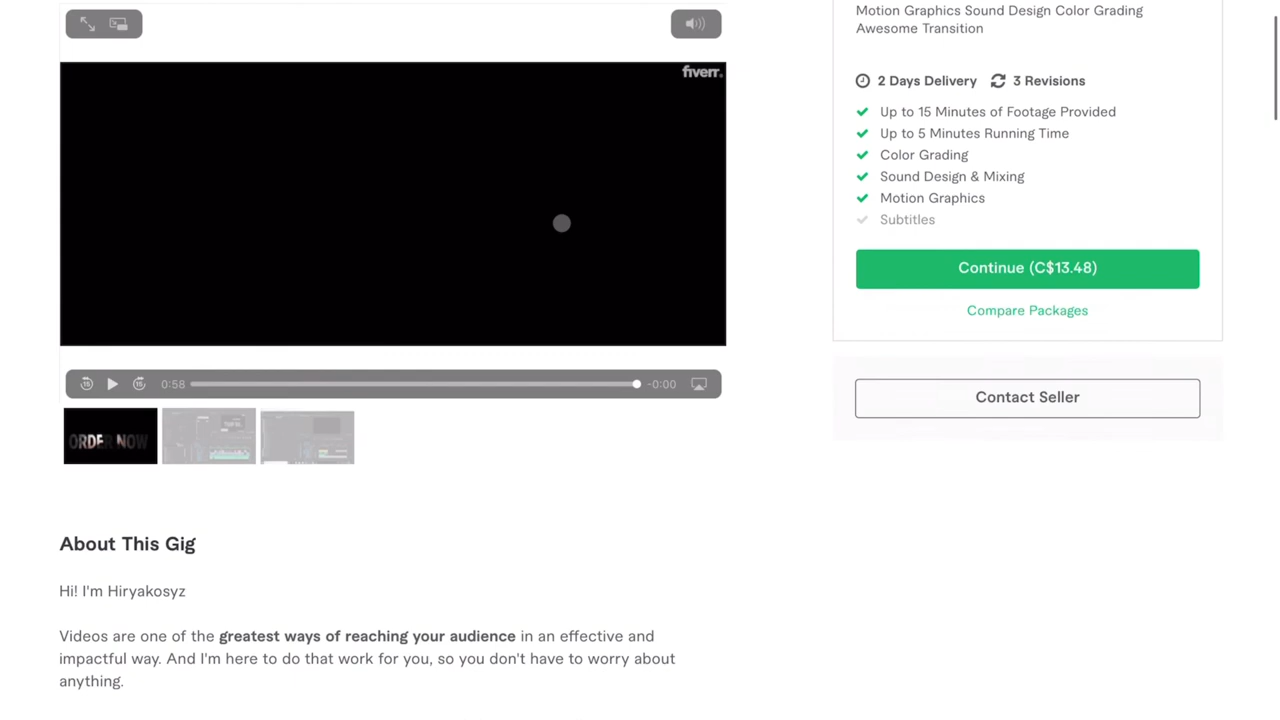 fiverr.
0:58
-0:00
ORDER NOW
About This Gig
Hi! I'm Hiryakosyz
Videos are one of the greatest ways of reaching your audience in an effective and
impactful way. And I'm here to do that work for you, so you don't have to worry about
anything.
Motion Graphics Sound Design Color Grading
Awesome Transition
2 Days Delivery 3 Revisions
Up to 15 Minutes of Footage Provided
Up to 5 Minutes Running Time
Color Grading
Sound Design & Mixing
Motion Graphics
Subtitles
Continue (C$13.48)
Compare Packages
Contact Seller